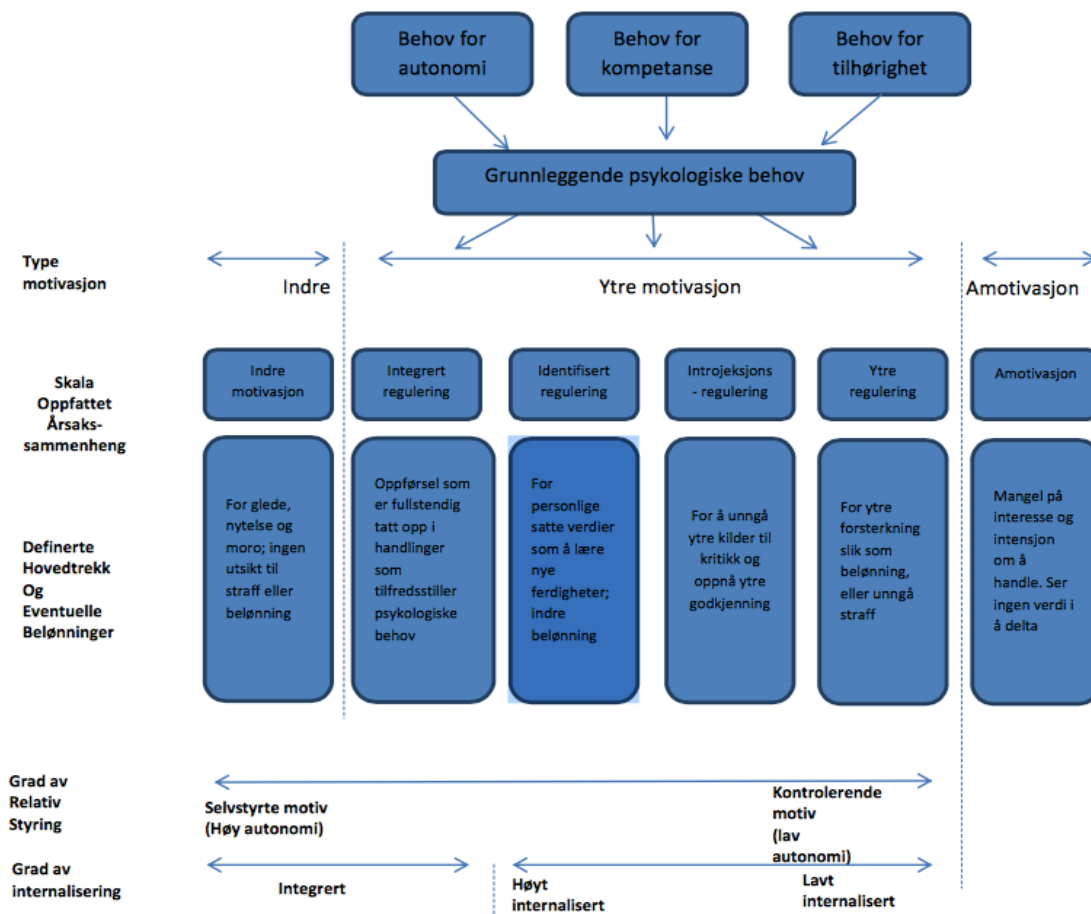 Behov for
autonomi
Behov for
kompetanse
Behov for
tilhørighet
Grunnleggende psykologiske behov
Type
motivasjon
Indre
Ytre motivasjon
Amotivasjon
Skala
Oppfattet
Årsaks-
sammenheng
Indre
motivasjon
Integrert
regulering
Identifisert
regulering
Introjeksjons
- regulering
Ytre
regulering
Amotivasjon
Definerte
Hovedtrekk
Og
Eventuelle
Belønninger
For glede,
nytelse og
moro; ingen
utsikt til
straff eller
belønning
Oppførsel som
er fullstendig
tatt opp i
handlinger
som
tilfredsstiller
psykologiske
behov
For
personlige
satte verdier
som å lære
nye
ferdigheter;
indre
belønning
For å unngå
ytre kilder til
kritikk og
oppnå ytre
godkjenning
For ytre
forsterkning
slik som
belønning,
eller unngå
straff
Mangel på
interesse og
intensjon
om å
handle. Ser
ingen verdi i
å delta
Grad av
Relativ
Styring
Selvstyrte motiv
(Høy autonomi)
Kontrolerende
motiv
(lav
autonomi)
Grad av
internalisering
Integrert
Høyt
internalisert
Lavt
internalisert